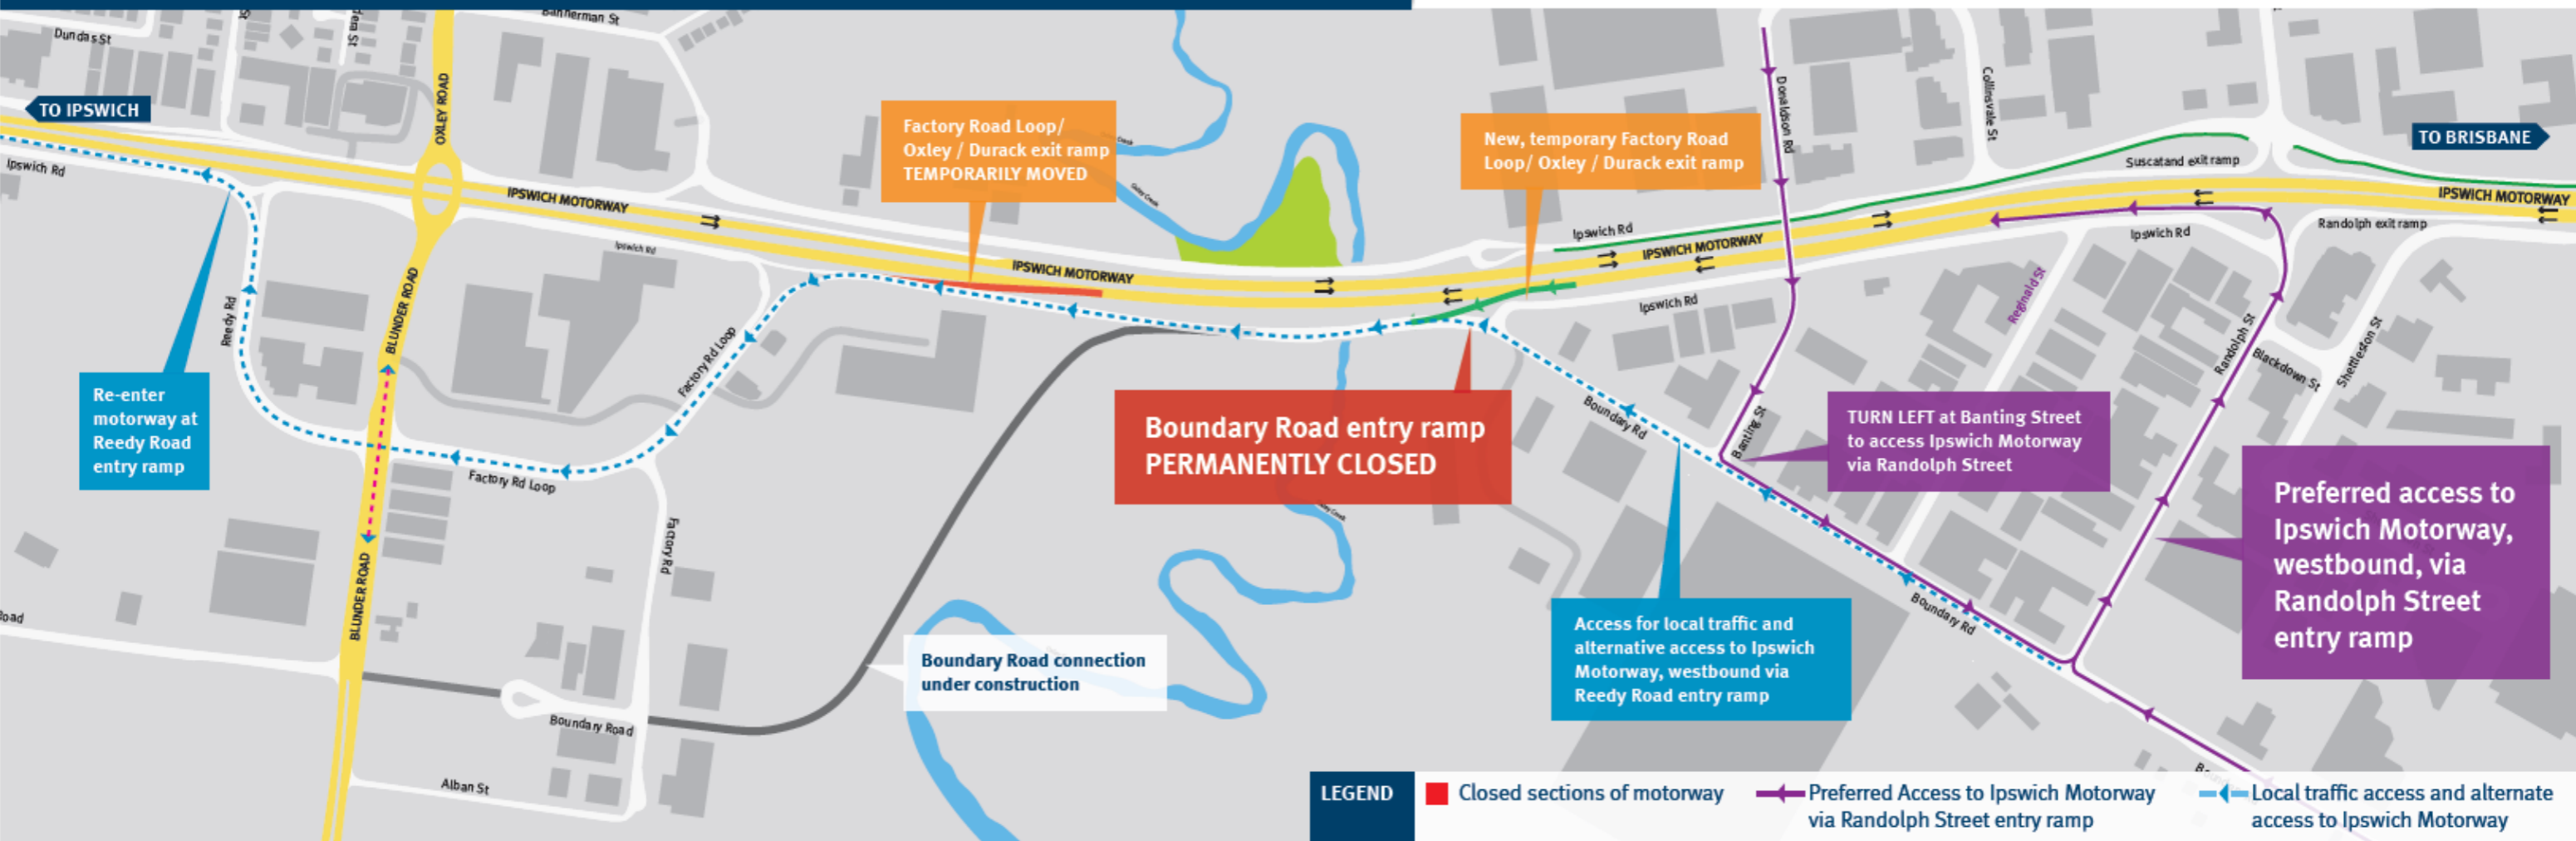 Dundas St
Bannerman St
TO IPSWICH
Ipswich Rd
OXLEY ROAD
IPSWICH MOTORWAY
Ipswich Rd
Factory Road Loop/
Oxley / Durack exit ramp
TEMPORARILY MOVED
Creek
Oxley Creek
IPSWICH MOTORWAY
New, temporary Factory Road
Loop/ Oxley / Durack exit ramp
Ipswich Rd
IPSWICH MOTORWAY
Ipswich Rd
Donaldson Rd
Collinsvale St
Suscatand exit ramp
TO BRISBANE
IPSWICH MOTORWAY
Randolph exit ramp
Ipswich Rd
Reginald St
Randolph St
Blackdown St
Shettleston St
Reedy Rd
BLUNDER ROAD
Factory Rd Loop
Re-enter
motorway at
Reedy Road
entry ramp
Factory Rd Loop
Factory Rd
BLUNDER ROAD
Road
Boundary Road entry ramp
PERMANENTLY CLOSED
Boundary Rd
Banting St
TURN LEFT at Banting Street
to access Ipswich Motorway
via Randolph Street
Preferred access to
Ipswich Motorway,
westbound, via
Randolph Street
entry ramp
Access for local traffic and
alternative access to Ipswich
Motorway, westbound via
Reedy Road entry ramp
Boundary Rd
Boundary Road connection
under construction
Boundary Road
Alban St
LEGEND
Closed sections of motorway
Preferred Access to Ipswich Motorway
via Randolph Street entry ramp
Local traffic access and alternate
access to Ipswich Motorway